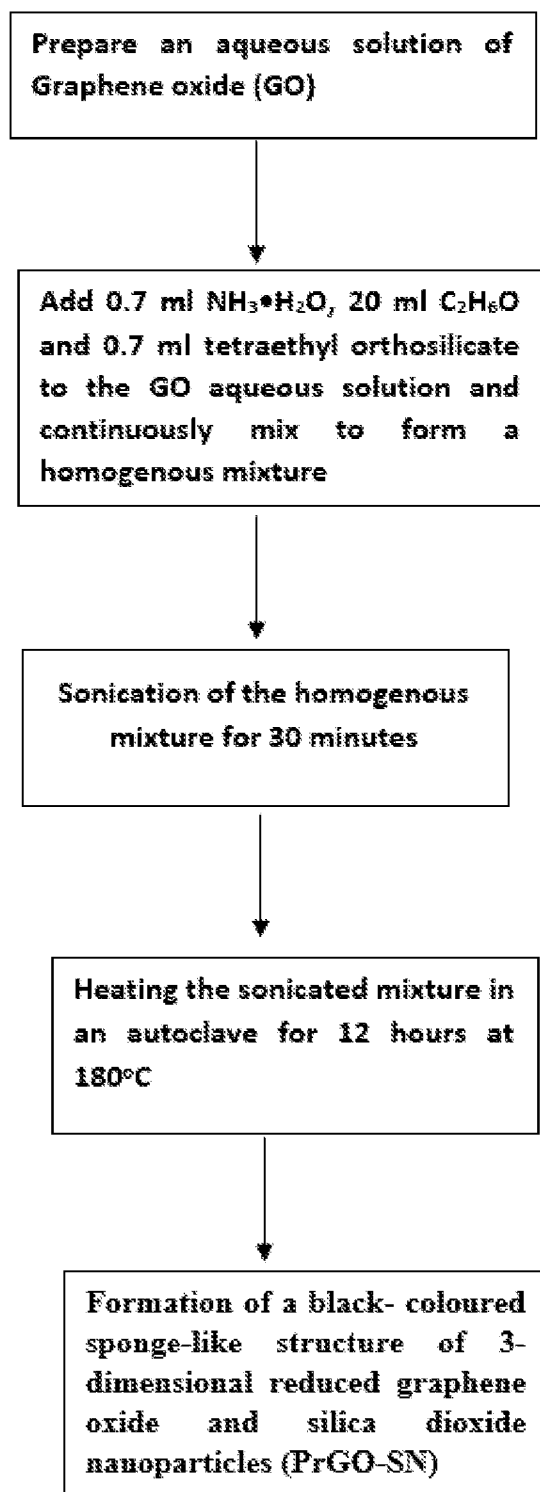 Prepare an aqueous solution of
Graphene oxide (GO)
Add 0.7 ml NH₃•H₂O, 20 ml C₂H₆O
and 0.7 ml tetraethyl orthosilicate
to the GO aqueous solution and
continuously mix to form a
homogenous mixture
Sonication of the homogenous
mixture for 30 minutes
Heating the sonicated mixture in
an autoclave for 12 hours at
180°C
Formation of a black- coloured
sponge-like structure of 3-
dimensional reduced graphene
oxide and silica dioxide
nanoparticles (PrGO-SN)